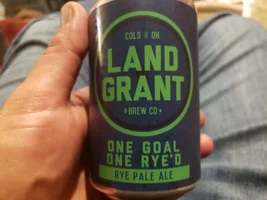 COLS # OH
LAND
GRANT
BREW CO
ONE GOAL
ONE RYE'D
RYE PALE ALE